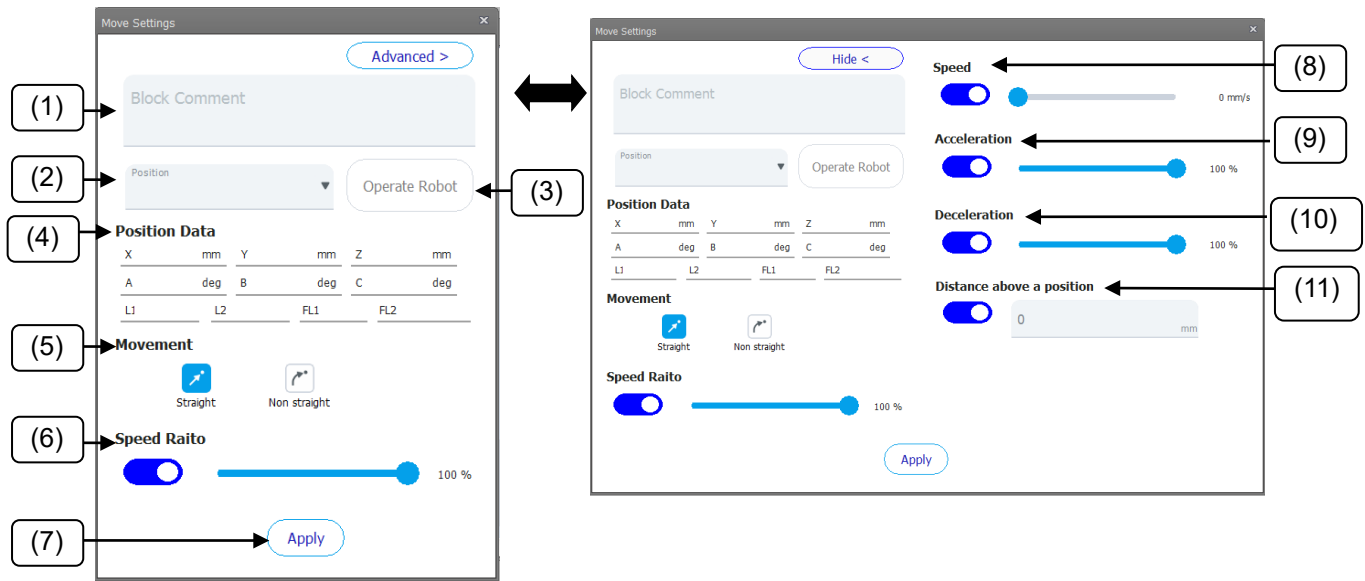 Move Settings ×
Advanced >
(1)
Block Comment
(2)
Position
Operate Robot
(3)
(4)
Position Data
X mm Y mm Z mm
A deg B deg C deg
L1 L2 FL1 FL2
(5)
Movement
Straight Non straight
(6)
Speed Raito
100 %
(7)
Apply
Move Settings ×
Hide <
Block Comment
Position
Operate Robot
Position Data
X mm Y mm Z mm
A deg B deg C deg
L1 L2 FL1 FL2
Movement
Straight Non straight
Speed Raito
100 %
Speed
(8)
0 mm/s
Acceleration
(9)
100 %
Deceleration
(10)
100 %
Distance above a position
(11)
0 mm
Apply